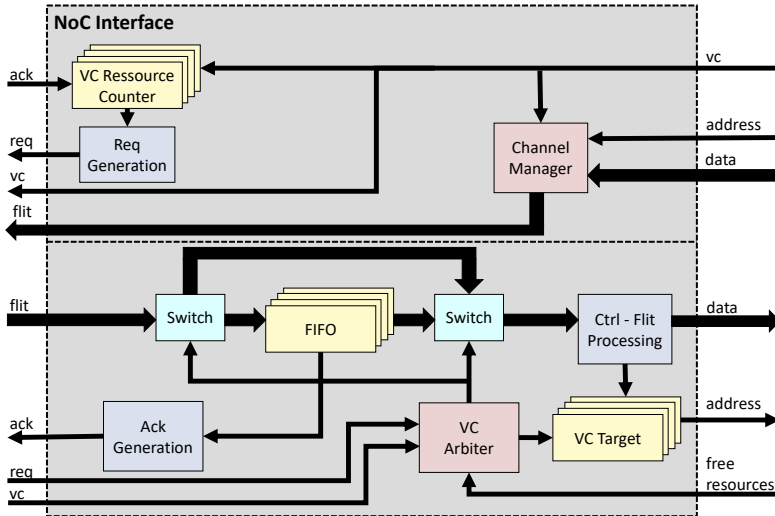 NoC Interface
ack
VC Ressource
Counter
vc
req
Req
Generation
address
Channel
Manager
data
vc
flit
flit
Switch
FIFO
Switch
Ctrl - Flit
Processing
data
ack
Ack
Generation
VC
Arbiter
VC Target
address
req
vc
free
resources